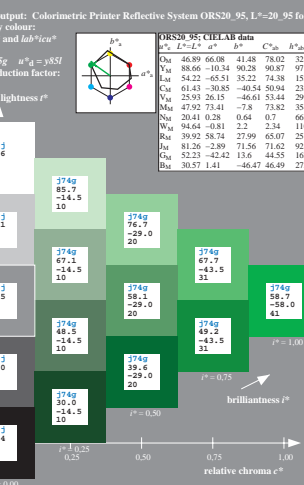 output: Colorimetric Printer Reflective System ORS20_95, L*=20_95 for
y colour:
and lab*icu*
g u*d = y85l
duction factor:
lightness i*
b*a
a*a
ORS20_95; CIELAB data
u*e L*=L* a* b* C*ab h*ab
OM 46.89 66.08 41.48 78.02 32
YM 88.66 -10.34 90.28 90.87 97
LM 54.22 -65.51 35.22 74.38 15
CM 61.43 -30.85 -40.54 50.94 23
VM 25.93 26.15 -46.61 53.44 29
MM 47.92 73.41 -7.8 73.82 35
NM 20.41 0.28 0.64 0.7 66
WM 94.64 -0.81 2.2 2.34 11
RM 39.92 58.74 27.99 65.07 25
JM 81.26 -2.89 71.56 71.62 92
GM 52.23 -42.42 13.6 44.55 16
BM 30.57 1.41 -46.47 46.49 27
j74g
85.7
-14.5
10
j74g
76.7
-29.0
20
j74g
67.1
-14.5
10
j74g
67.7
-43.5
31
j74g
58.1
-29.0
20
j74g
58.7
-58.0
41
j74g
48.5
-14.5
10
j74g
49.2
-43.5
31
i* = 1,00
j74g
39.6
-29.0
20
i* = 0,75
j74g
30.0
-14.5
10
brilliantness i*
i* = 0,50
i* = 0,25
0,25 0,50 0,75 1,00
relative chroma c*